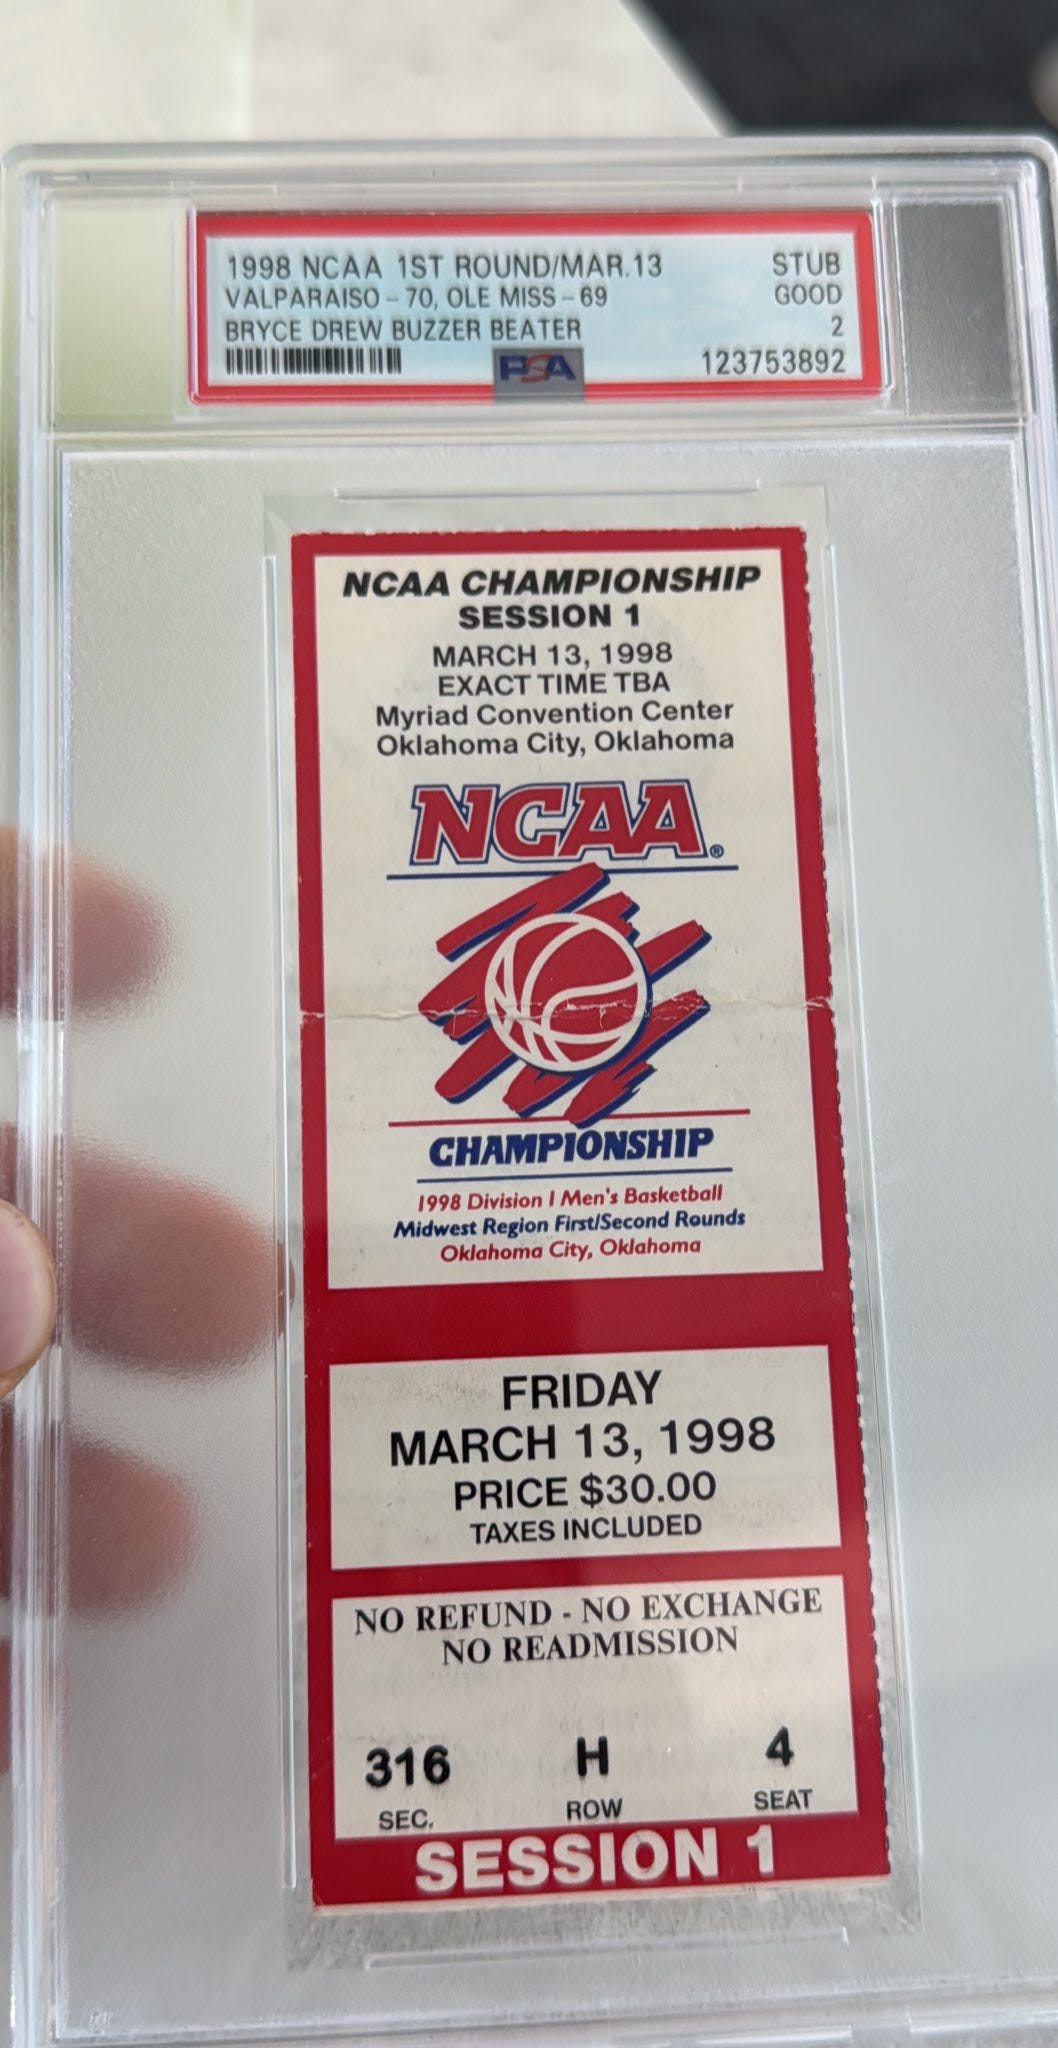 1998 NCAA 1ST ROUND/MAR.13 STUB
VALPARAISO - 70, OLE MISS - 69 GOOD
BRYCE DREW BUZZER BEATER 2
PSA 123753892
NCAA CHAMPIONSHIP
SESSION 1
MARCH 13, 1998
EXACT TIME TBA
Myriad Convention Center
Oklahoma City, Oklahoma
NCAA®
CHAMPIONSHIP
1998 Division I Men's Basketball
Midwest Region First/Second Rounds
Oklahoma City, Oklahoma
FRIDAY
MARCH 13, 1998
PRICE $30.00
TAXES INCLUDED
NO REFUND - NO EXCHANGE
NO READMISSION
316 H 4
SEC. ROW SEAT
SESSION 1